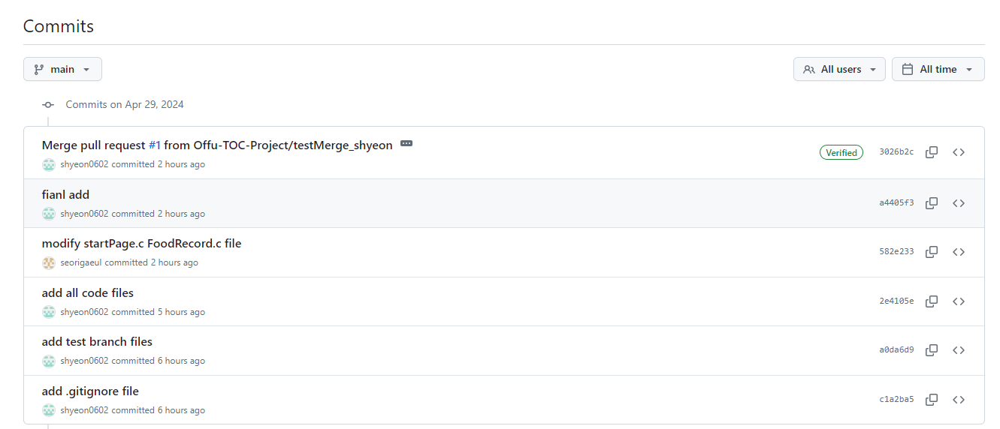 Commits
main
All users
All time
Commits on Apr 29, 2024
Merge pull request #1 from Offu-TOC-Project/testMerge_shyeon
shyeon0602 committed 2 hours ago
Verified
3026b2c
fianl add
shyeon0602 committed 2 hours ago
a4405f3
modify startPage.c FoodRecord.c file
seorigaeul committed 2 hours ago
582e233
add all code files
shyeon0602 committed 5 hours ago
2e4105e
add test branch files
shyeon0602 committed 6 hours ago
a0da6d9
add .gitignore file
shyeon0602 committed 6 hours ago
c1a2ba5